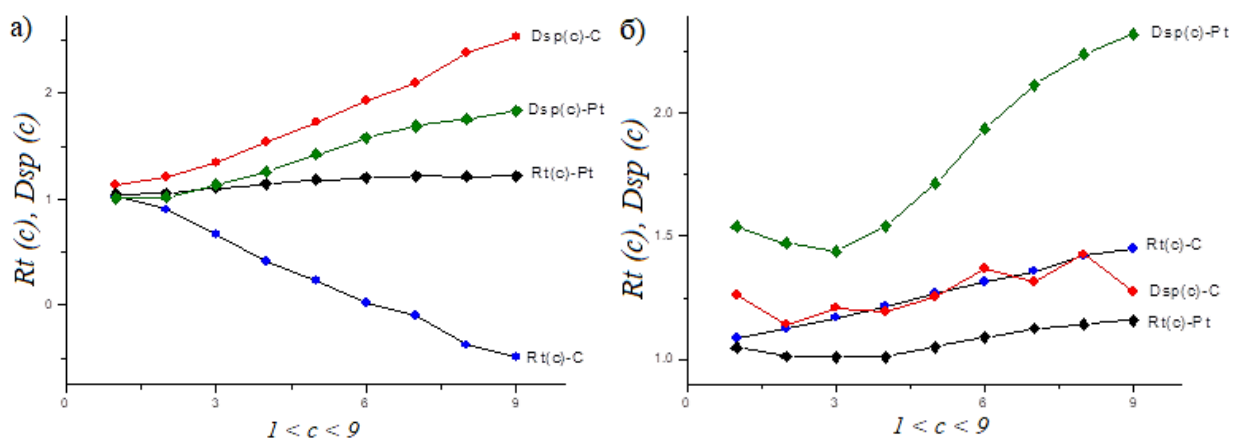 а)
Rt (c), Dsp (c)
2
1
0
Dsp(c)-C
Dsp(c)-Pt
Rt(c)-Pt
Rt(c)-C
0 3 6 9
1 < c < 9
б)
Rt (c), Dsp (c)
2.0
1.5
1.0
Dsp(c)-Pt
Rt(c)-C
Dsp(c)-C
Rt(c)-Pt
0 3 6 9
1 < c < 9